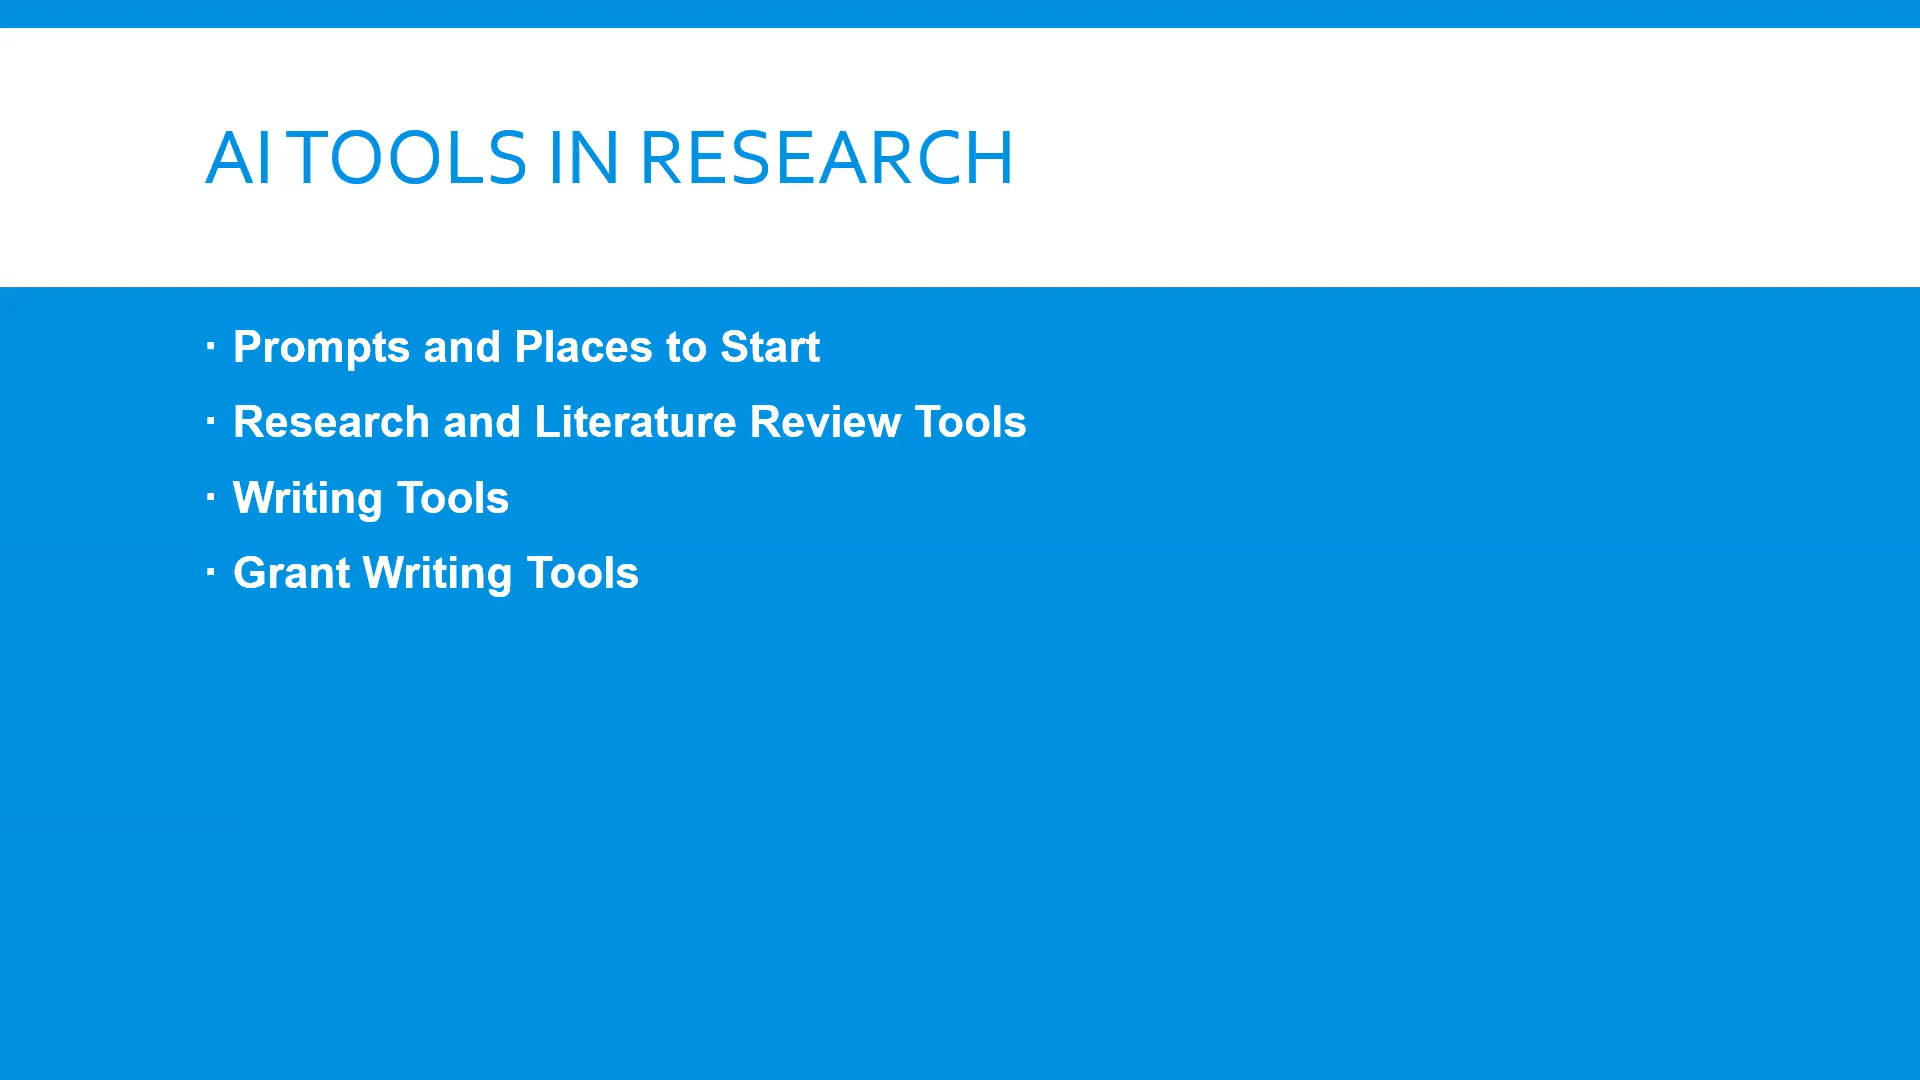 AI TOOLS IN RESEARCH
▪ Prompts and Places to Start
▪ Research and Literature Review Tools
▪ Writing Tools
▪ Grant Writing Tools